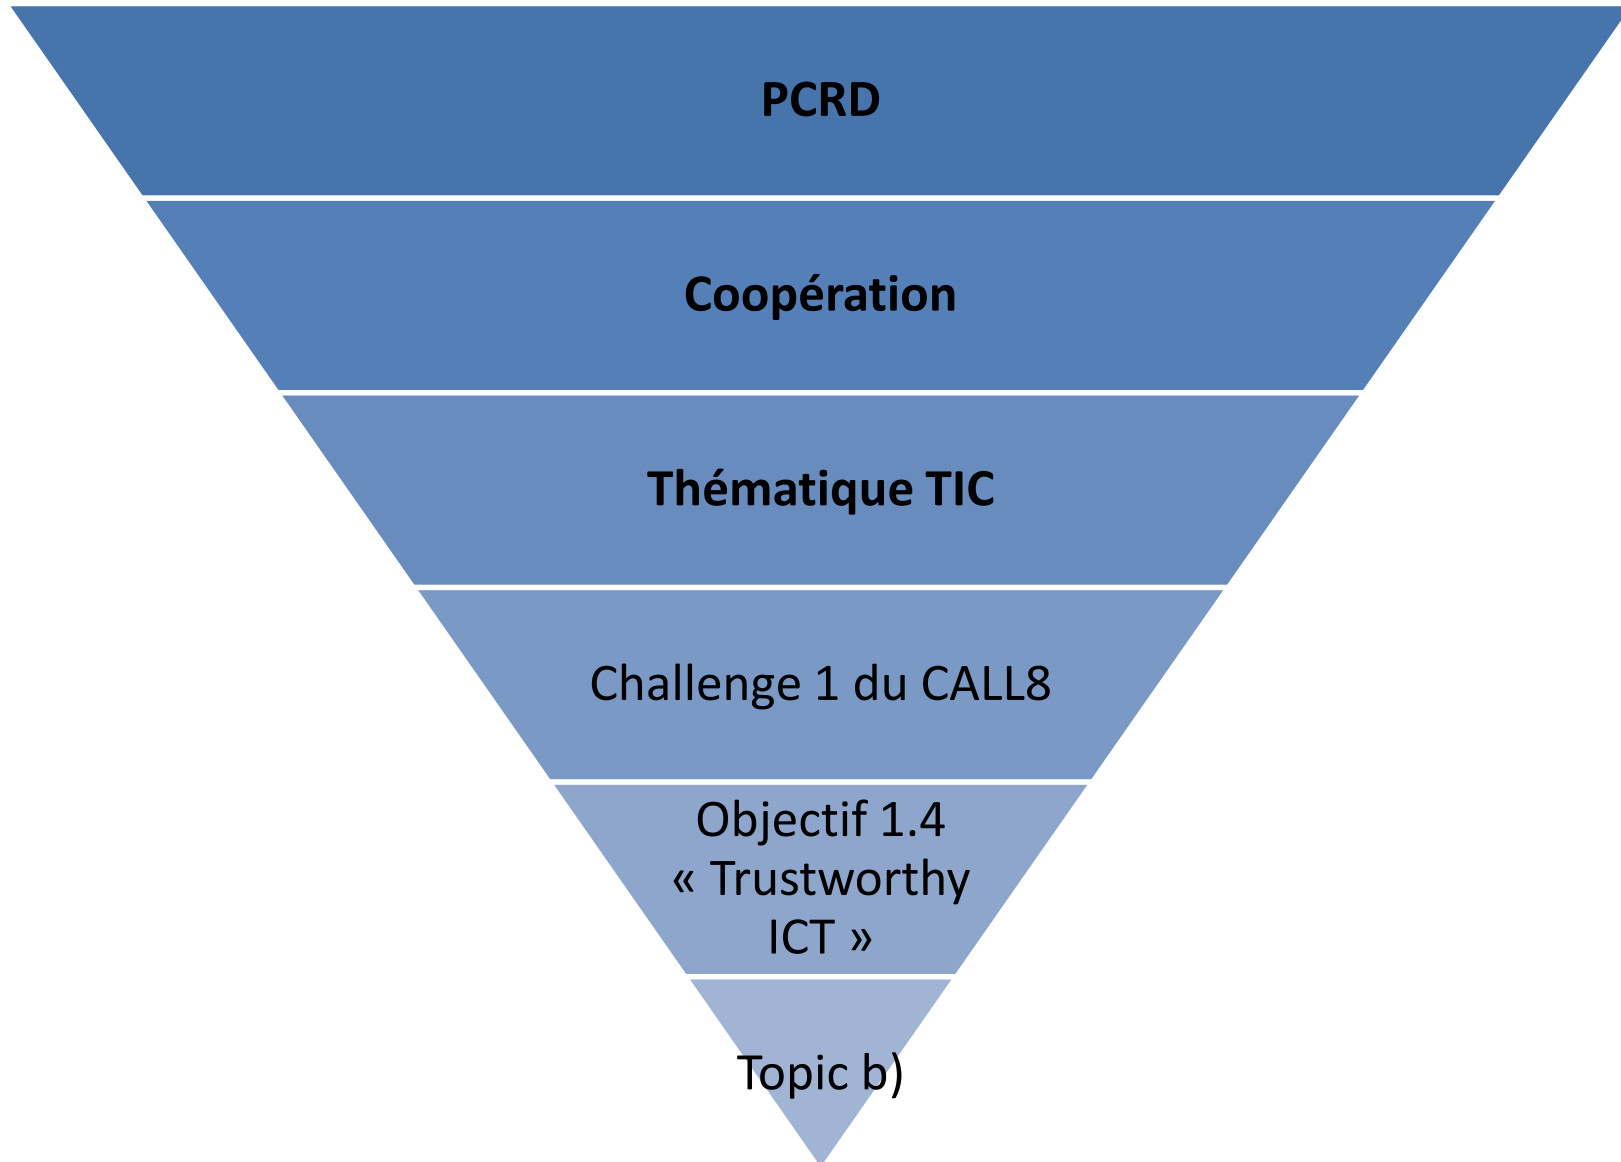 PCRD
Coopération
Thématique TIC
Challenge 1 du CALL8
Objectif 1.4
« Trustworthy
ICT »
Topic b)